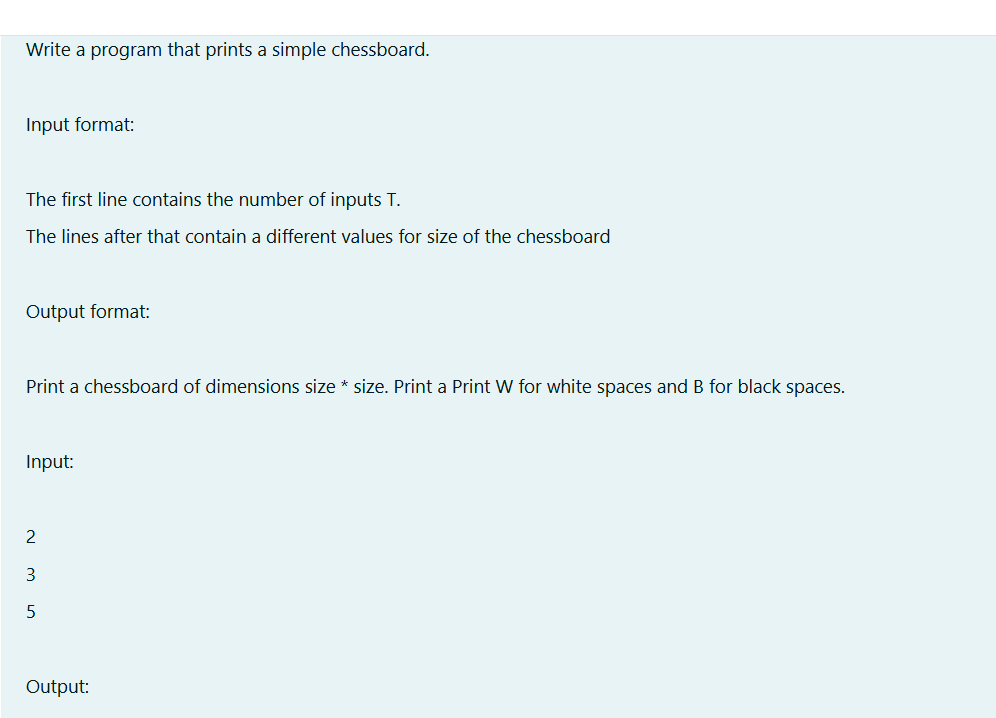 Write a program that prints a simple chessboard.
Input format:
The first line contains the number of inputs T.
The lines after that contain a different values for size of the chessboard
Output format:
Print a chessboard of dimensions size * size. Print a Print W for white spaces and B for black spaces.
Input:
2
3
5
Output: